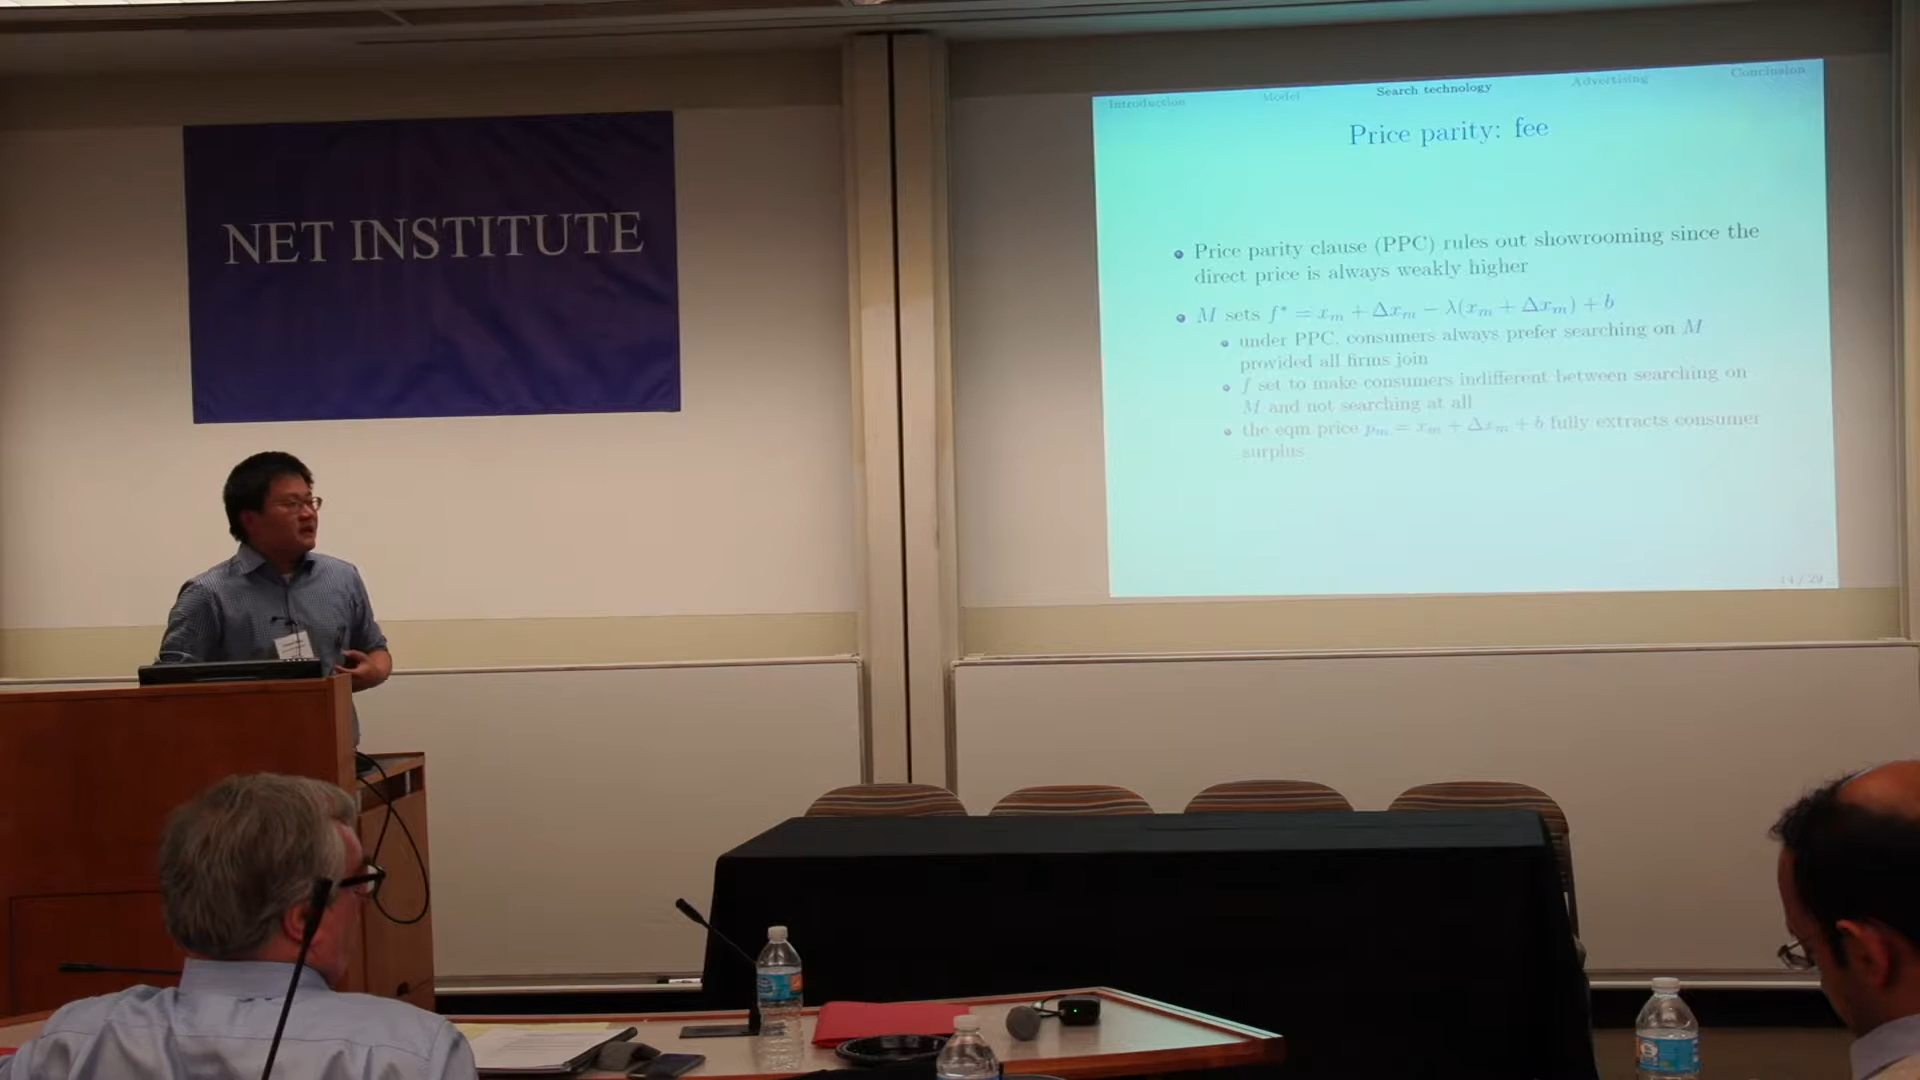 NET INSTITUTE
Introduction Model Search technology Advertising Conclusion
Price parity: fee
• Price parity clause (PPC) rules out showrooming since the
direct price is always weakly higher
• M sets f* = x_m + Δx_m − λ(x_m + Δx_m) + b
• under PPC, consumers always prefer searching on M
provided all firms join
• f set to make consumers indifferent between searching on
M and not searching at all
• the eqm price p_m = x_m + Δx_m + b fully extracts consumer
surplus
14 / 29